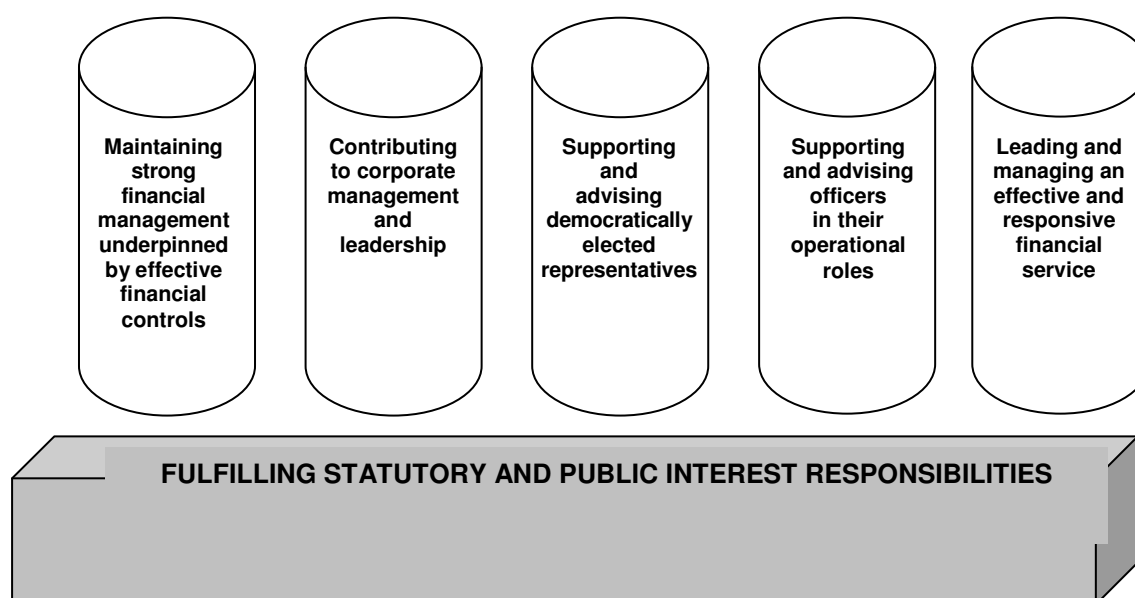 Maintaining
strong
financial
management
underpinned
by effective
financial
controls
Contributing
to corporate
management
and
leadership
Supporting
and
advising
democratically
elected
representatives
Supporting
and advising
officers
in their
operational
roles
Leading and
managing an
effective and
responsive
financial
service
FULFILLING STATUTORY AND PUBLIC INTEREST RESPONSIBILITIES